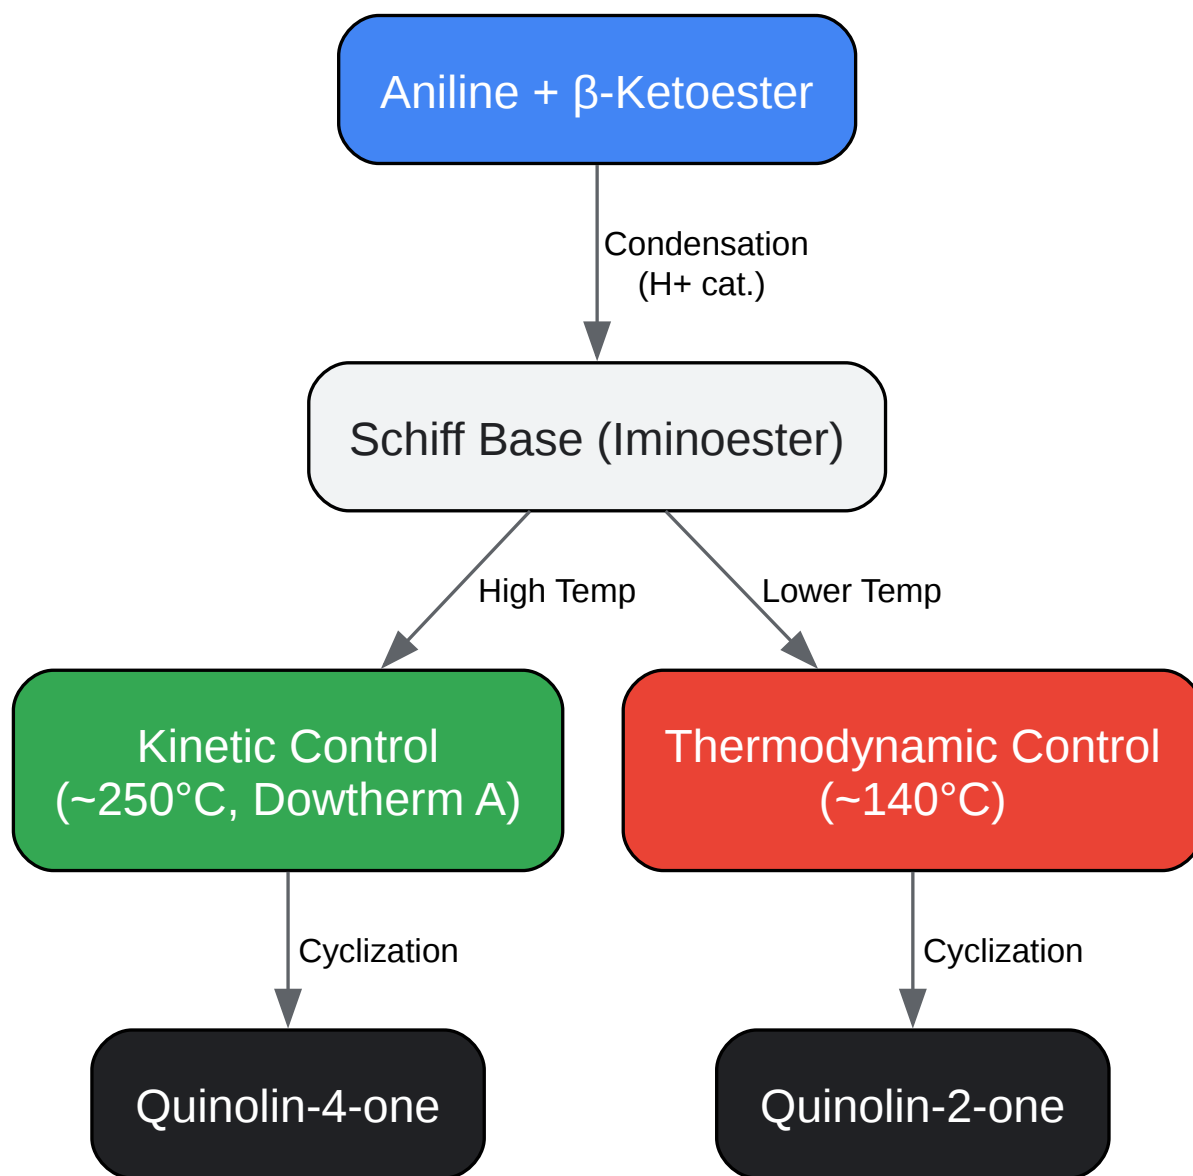 Aniline + β-Ketoester
Condensation
(H+ cat.)
Schiff Base (Iminoester)
High Temp
Lower Temp
Kinetic Control
(~250°C, Dowtherm A)
Thermodynamic Control
(~140°C)
Cyclization
Cyclization
Quinolin-4-one
Quinolin-2-one